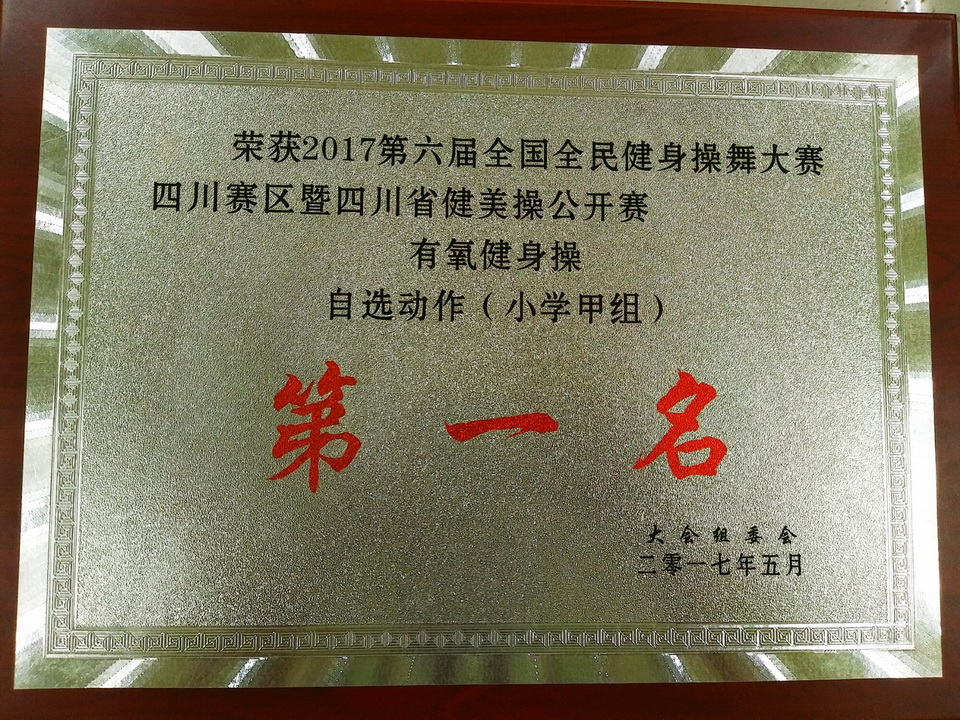 荣获2017第六届全国全民健身操舞大赛
四川赛区暨四川省健美操公开赛
有氧健身操
自选动作（小学甲组）
第一名
大会组委会
二零一七年五月